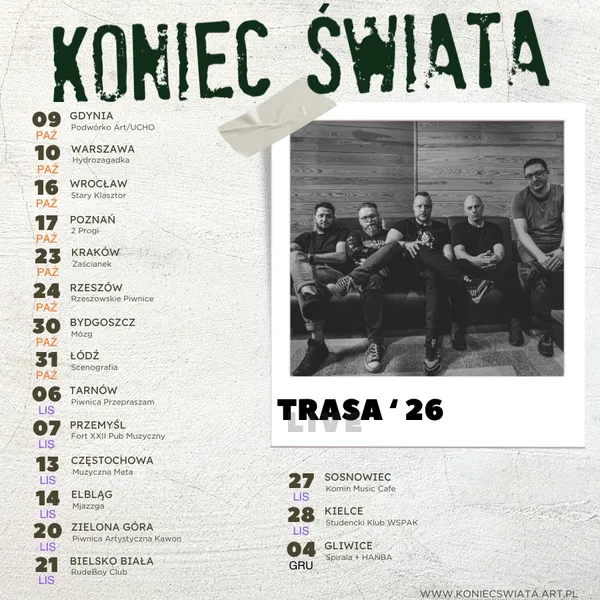 KONIEC ŚWIATA
09 PAŹ GDYNIA
Podwórko Art/UCHO
10 PAŹ WARSZAWA
Hydrozagadka
16 PAŹ WROCŁAW
Stary Klasztor
17 PAŹ POZNAŃ
2 Progi
23 PAŹ KRAKÓW
Zaścianek
24 PAŹ RZESZÓW
Rzeszowskie Piwnice
30 PAŹ BYDGOSZCZ
Mózg
31 PAŹ ŁÓDŹ
Scenografia
06 LIS TARNÓW
Piwnica Przepraszam
07 LIS PRZEMYŚL
Fort XXII Pub Muzyczny
13 LIS CZĘSTOCHOWA
Muzyczna Meta
14 LIS ELBLĄG
Mjazzga
20 LIS ZIELONA GÓRA
Piwnica Artystyczna Kawon
21 LIS BIELSKO BIAŁA
RudeBoy Club
TRASA ‘ 26
LIVE
27 LIS SOSNOWIEC
Komin Music Cafe
28 LIS KIELCE
Studencki Klub WSPAK
04 GRU GLIWICE
Spirala + HAŃBA
WWW.KONIECSWIATA.ART.PL